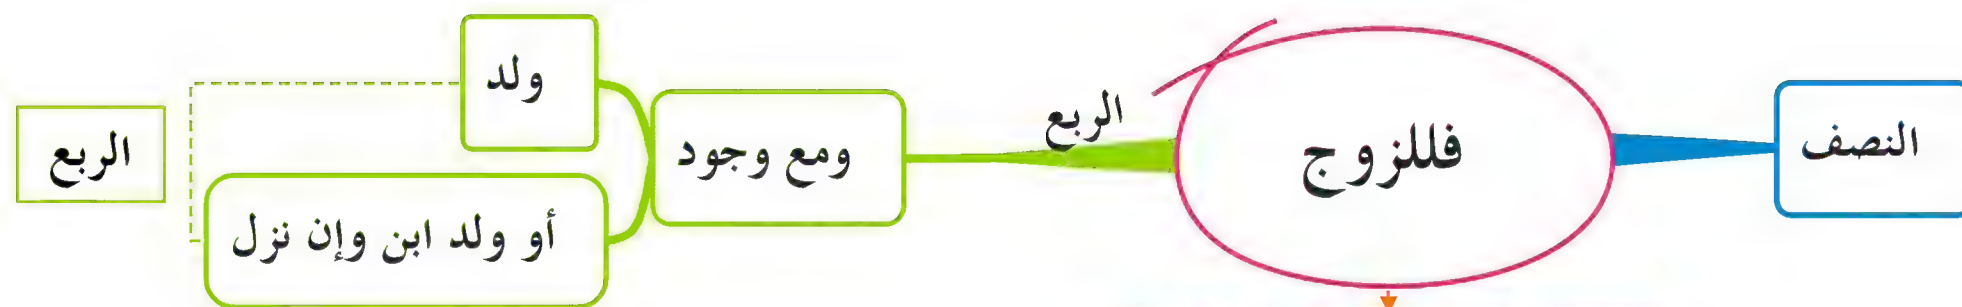 النصف
فللزوج
الربع
ومع وجود
ولد
أو ولد ابن وإن نزل
الربع